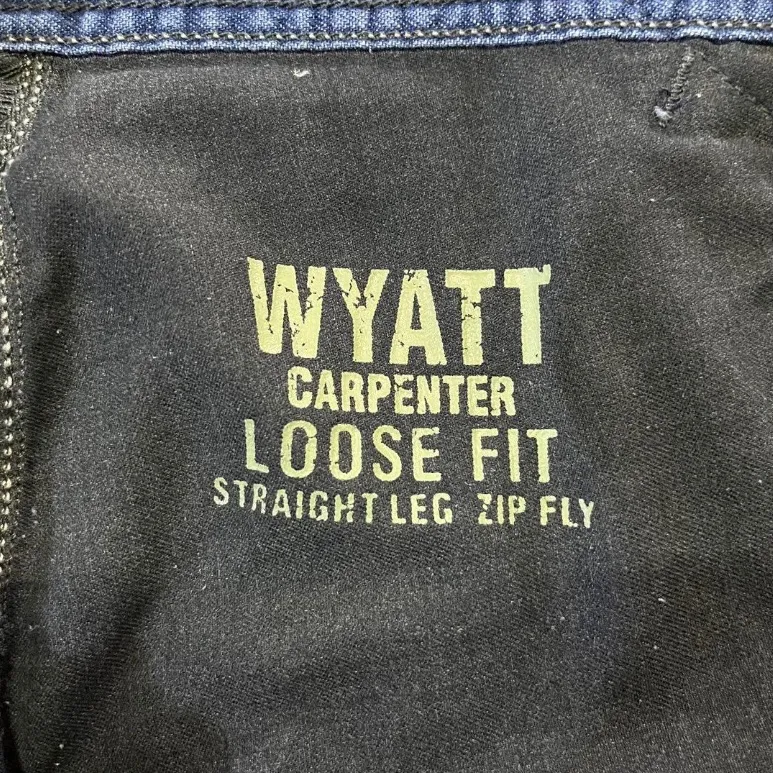 WYATT
CARPENTER
LOOSE FIT
STRAIGHT LEG ZIP FLY